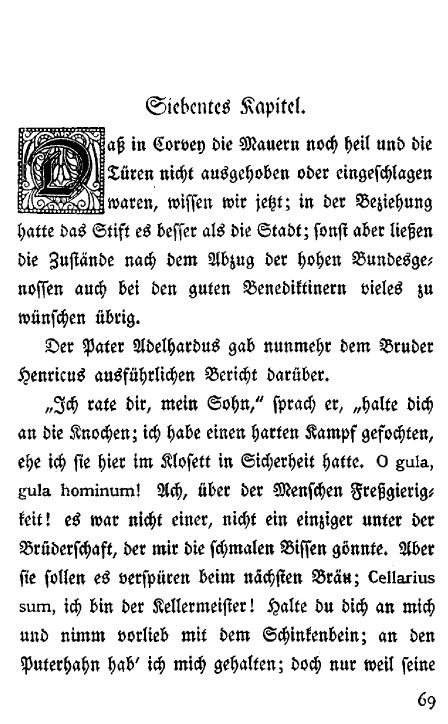 Siebentes Kapitel.
Daß in Corvey die Mauern noch heil und die
Türen nicht ausgehoben oder eingeschlagen
waren, wissen wir jetzt; in der Beziehung
hatte das Stift es besser als die Stadt; sonst aber ließen
die Zustände nach dem Abzug der hohen Bundesge-
nossen auch bei den guten Benediktinern vieles zu
wünschen übrig.
Der Pater Adelhardus gab nunmehr dem Bruder
Henricus ausführlichen Bericht darüber.
„Ich rate dir, mein Sohn,“ sprach er, „halte dich
an die Knochen; ich habe einen harten Kampf gefochten,
ehe ich sie hier im Klosett in Sicherheit hatte. O gula,
gula hominum! Ach, über der Menschen Freßgierig-
keit! es war nicht einer, nicht ein einziger unter der
Brüderschaft, der mir die schmalen Bissen gönnte. Aber
sie sollen es verspüren beim nächsten Bräu; Cellarius
sum, ich bin der Kellermeister! Halte du dich an mich
und nimm vorlieb mit dem Schinkenbein; an den
Puterhahn hab' ich mich gehalten; doch nur weil seine
69